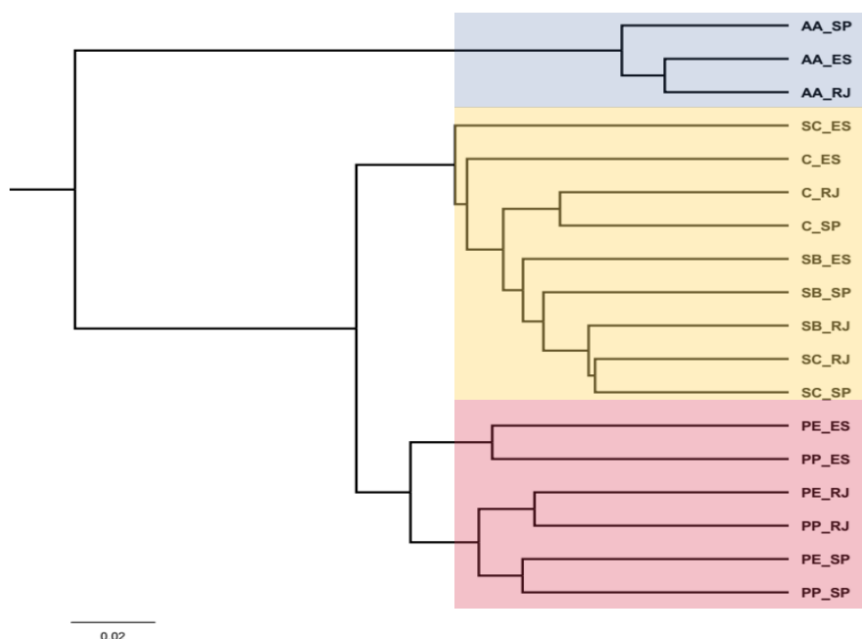 AA_SP
AA_ES
AA_RJ
SC_ES
C_ES
C_RJ
C_SP
SB_ES
SB_SP
SB_RJ
SC_RJ
SC_SP
PE_ES
PP_ES
PE_RJ
PP_RJ
PE_SP
PP_SP
0.02